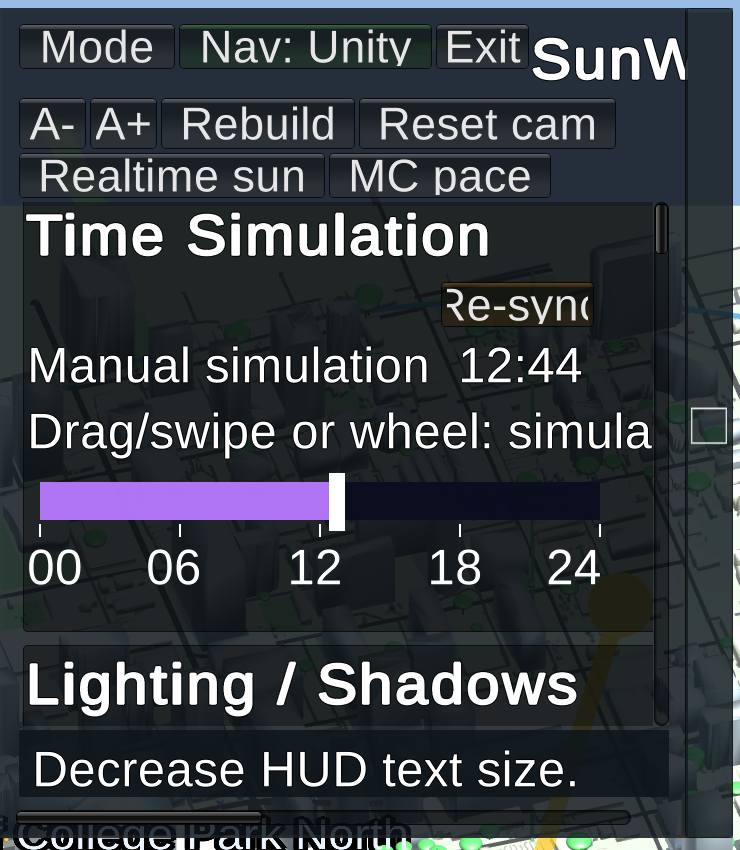 Mode Nav: Unity Exit SunW
A- A+ Rebuild Reset cam
Realtime sun MC pace
Time Simulation
Re-sync
Manual simulation 12:44
Drag/swipe or wheel: simula
00 06 12 18 24
Lighting / Shadows
Decrease HUD text size.
College Park North